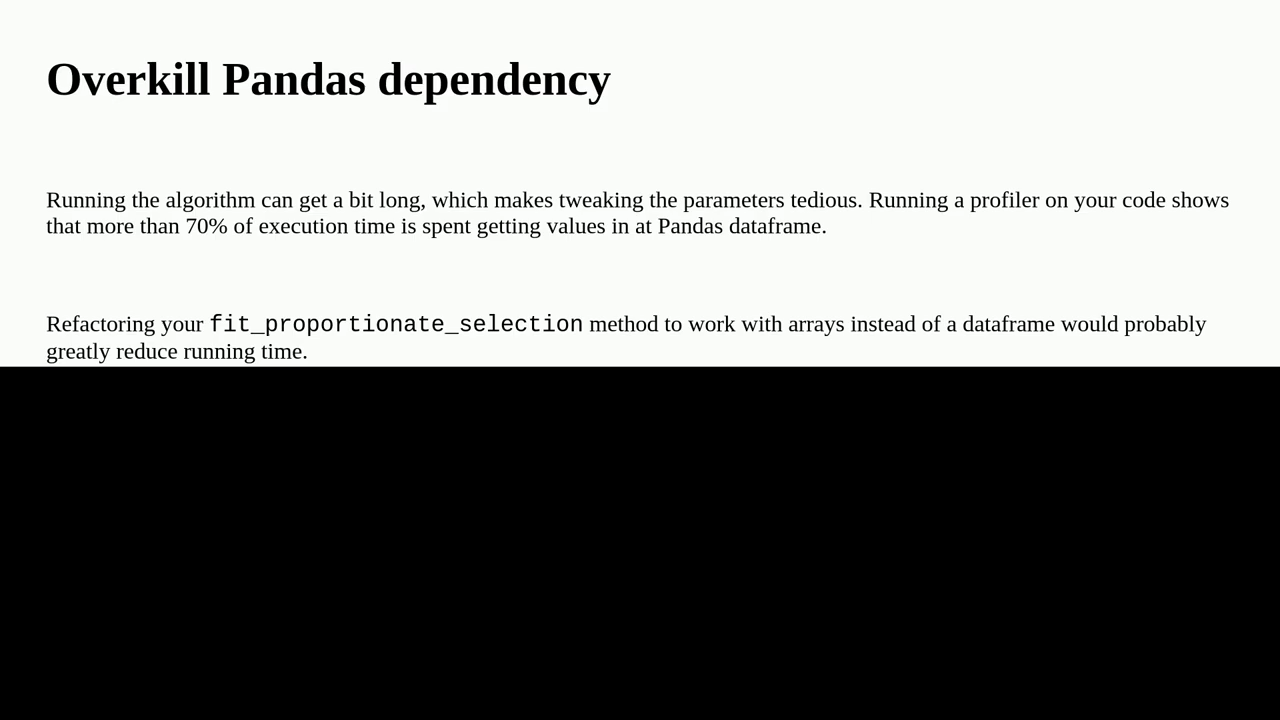 Overkill Pandas dependency
Running the algorithm can get a bit long, which makes tweaking the parameters tedious. Running a profiler on your code shows
that more than 70% of execution time is spent getting values in at Pandas dataframe.
Refactoring your fit_proportionate_selection method to work with arrays instead of a dataframe would probably
greatly reduce running time.